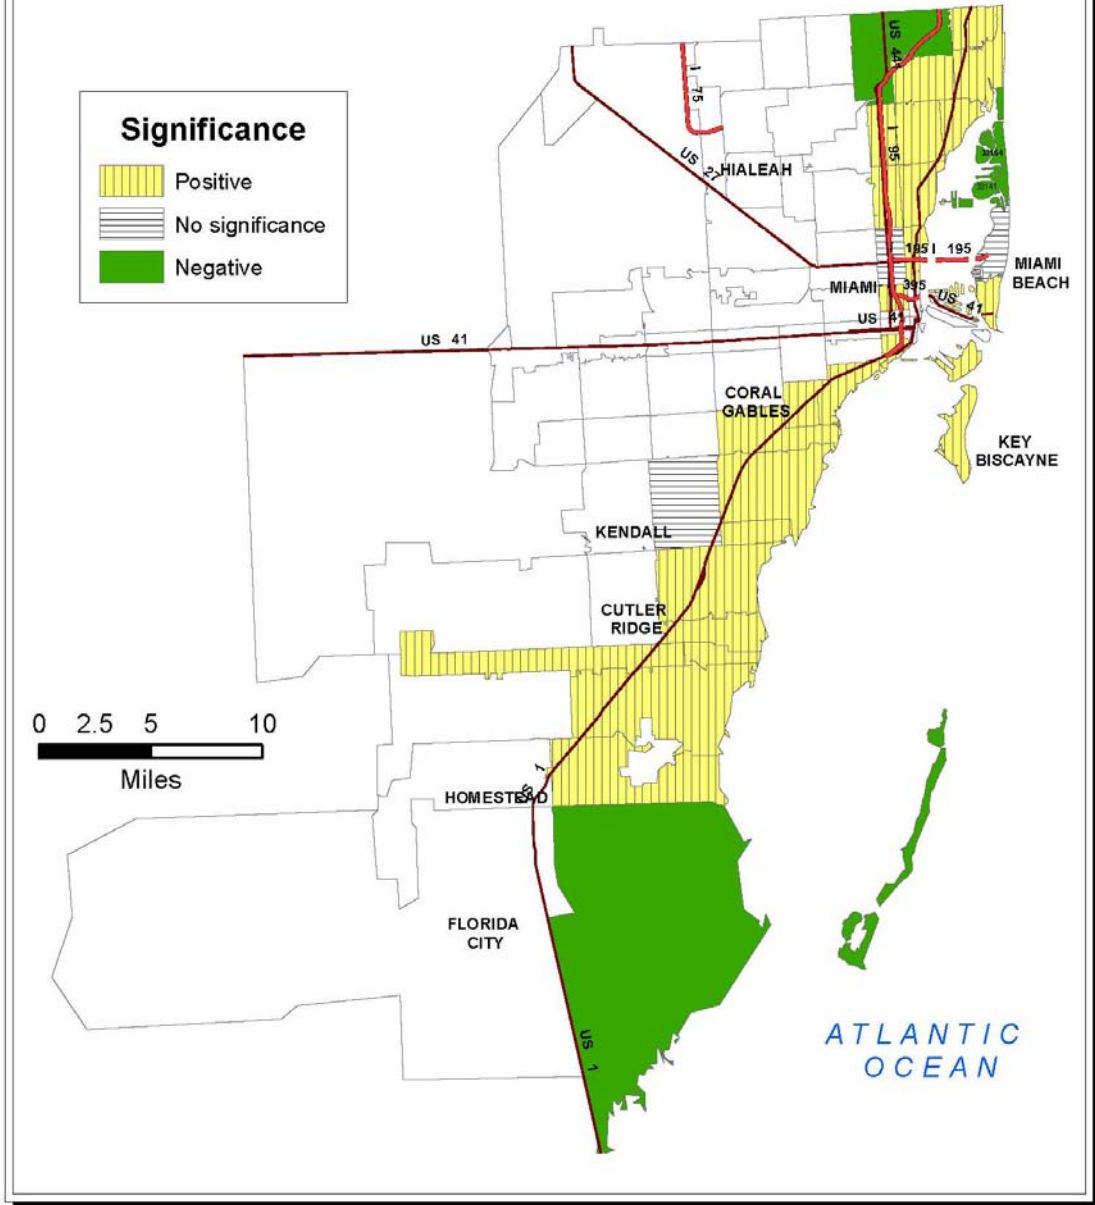 Significance
Positive
No significance
Negative
US 441
I 75
I 95
US 27
HIALEAH
33154
33141
195 I 195
MIAMI
BEACH
MIAMI
395
US 41
US 41
US 41
CORAL
GABLES
KEY
BISCAYNE
KENDALL
CUTLER
RIDGE
0 2.5 5 10
Miles
US 1
HOMESTEAD
FLORIDA
CITY
US 1
ATLANTIC
OCEAN